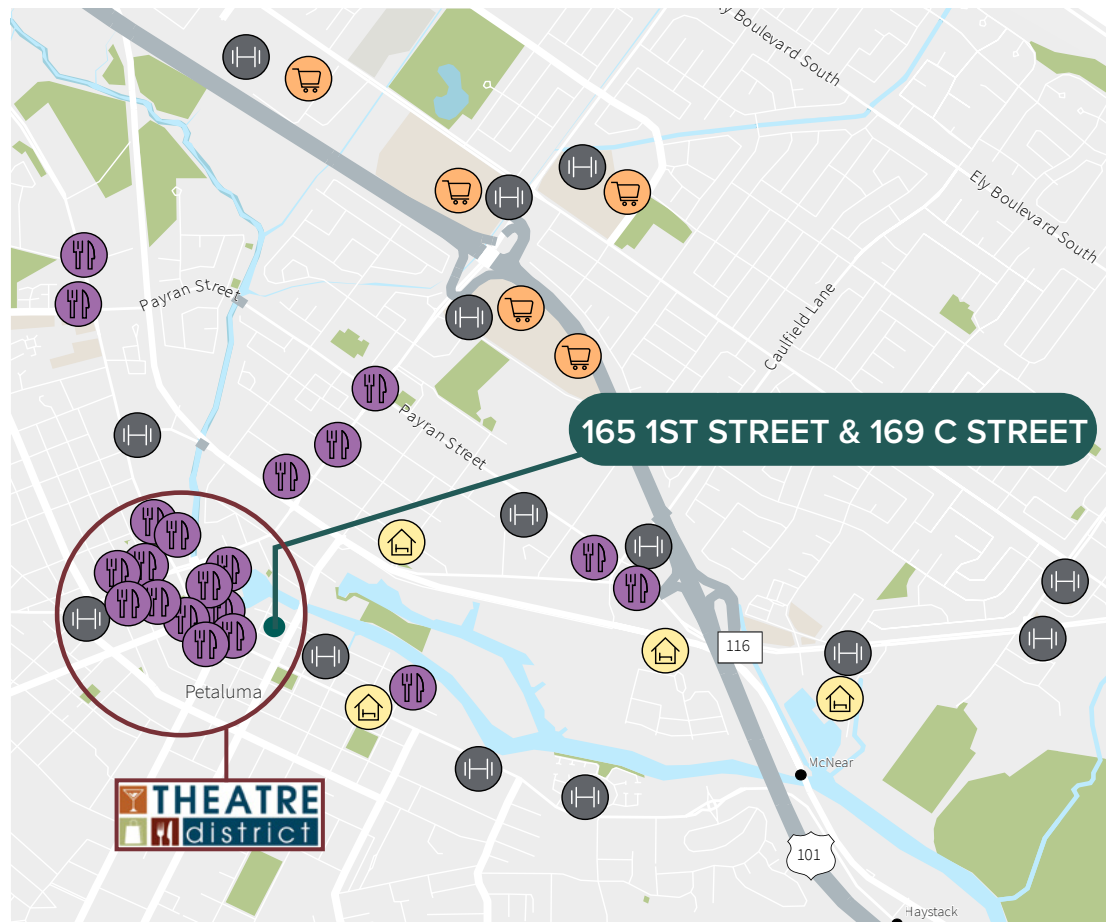 ly Boulevard South
Ely Boulevard South
Payran Street
Caulfield Lane
Payran Street
165 1ST STREET & 169 C STREET
116
Petaluma
McNear
THEATRE
district
101
Haystack